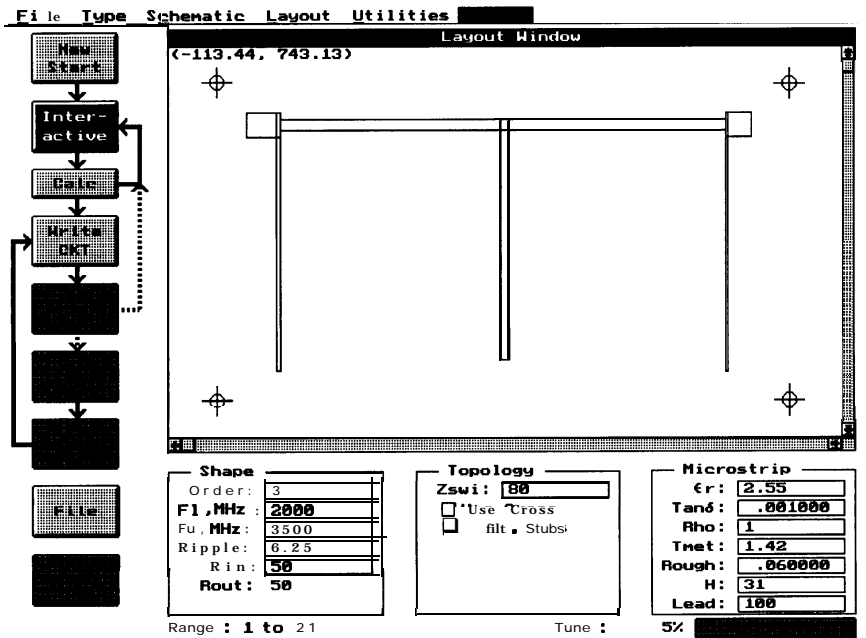 File Type Schematic Layout Utilities
Layout Window
(-113.44, 743.13)
New
Start
Inter-
active
Calc
Write
CKT
File
Shape
Order: 3
Fl,MHz : 2000
Fu, MHz: 3500
Ripple: 6.25
Rin: 50
Rout: 50
Topology
Zswi: 80
Use Cross
filt . Stubs
Microstrip
єr: 2.55
Tanδ: .001000
Rho: 1
Tmet: 1.42
Rough: .060000
H: 31
Lead: 100
Range : 1 to 21
Tune : 5%